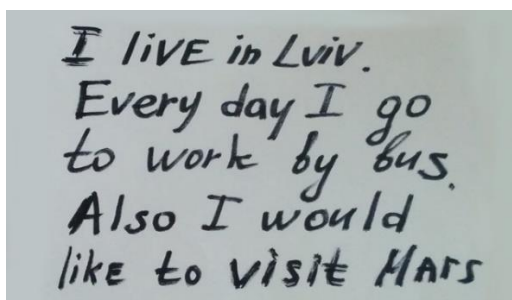 I live in Lviv.
Every day I go
to work by bus.
Also I would
like to visit Mars